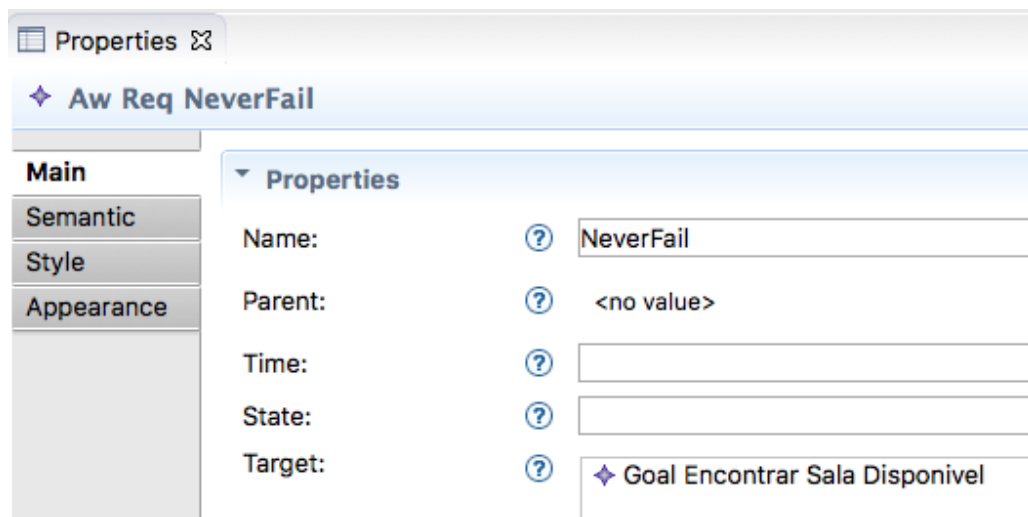 Properties
Aw Req NeverFail
Main
Semantic
Style
Appearance
Properties
Name: ? NeverFail
Parent: ? <no value>
Time: ?
State: ?
Target: ? Goal Encontrar Sala Disponivel